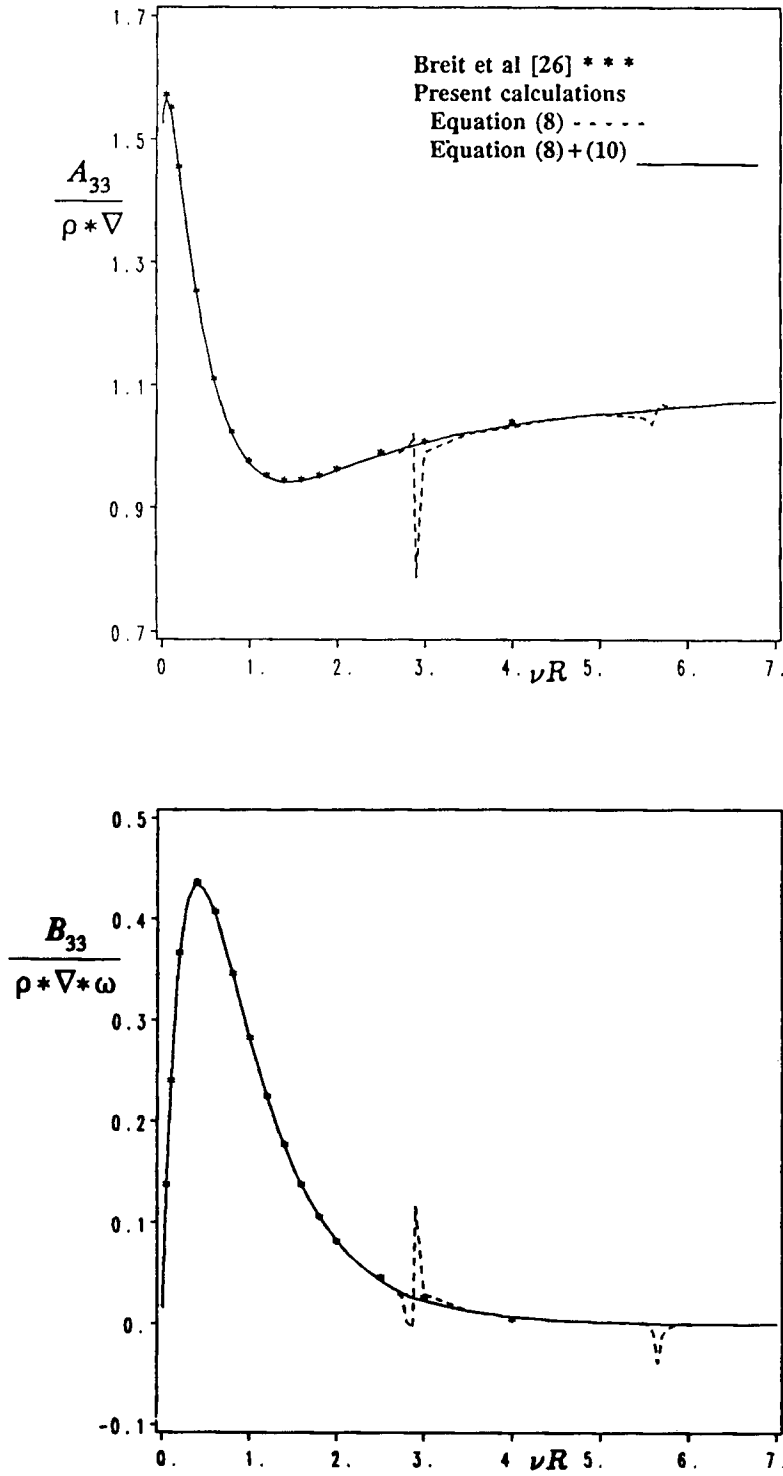 1.7
Breit et al [26] * * *
Present calculations
Equation (8) - - - - -
Equation (8)+(10) ______
1.5
A33
ρ * ∇
1.3
1.1
0.9
0.7
0 1. 2. 3. 4. 5. 6. 7.
νR
0.5
0.4
B33
ρ * ∇ * ω
0.3
0.2
0.1
0.
-0.1
0. 1. 2. 3. 4. 5. 6. 7.
νR